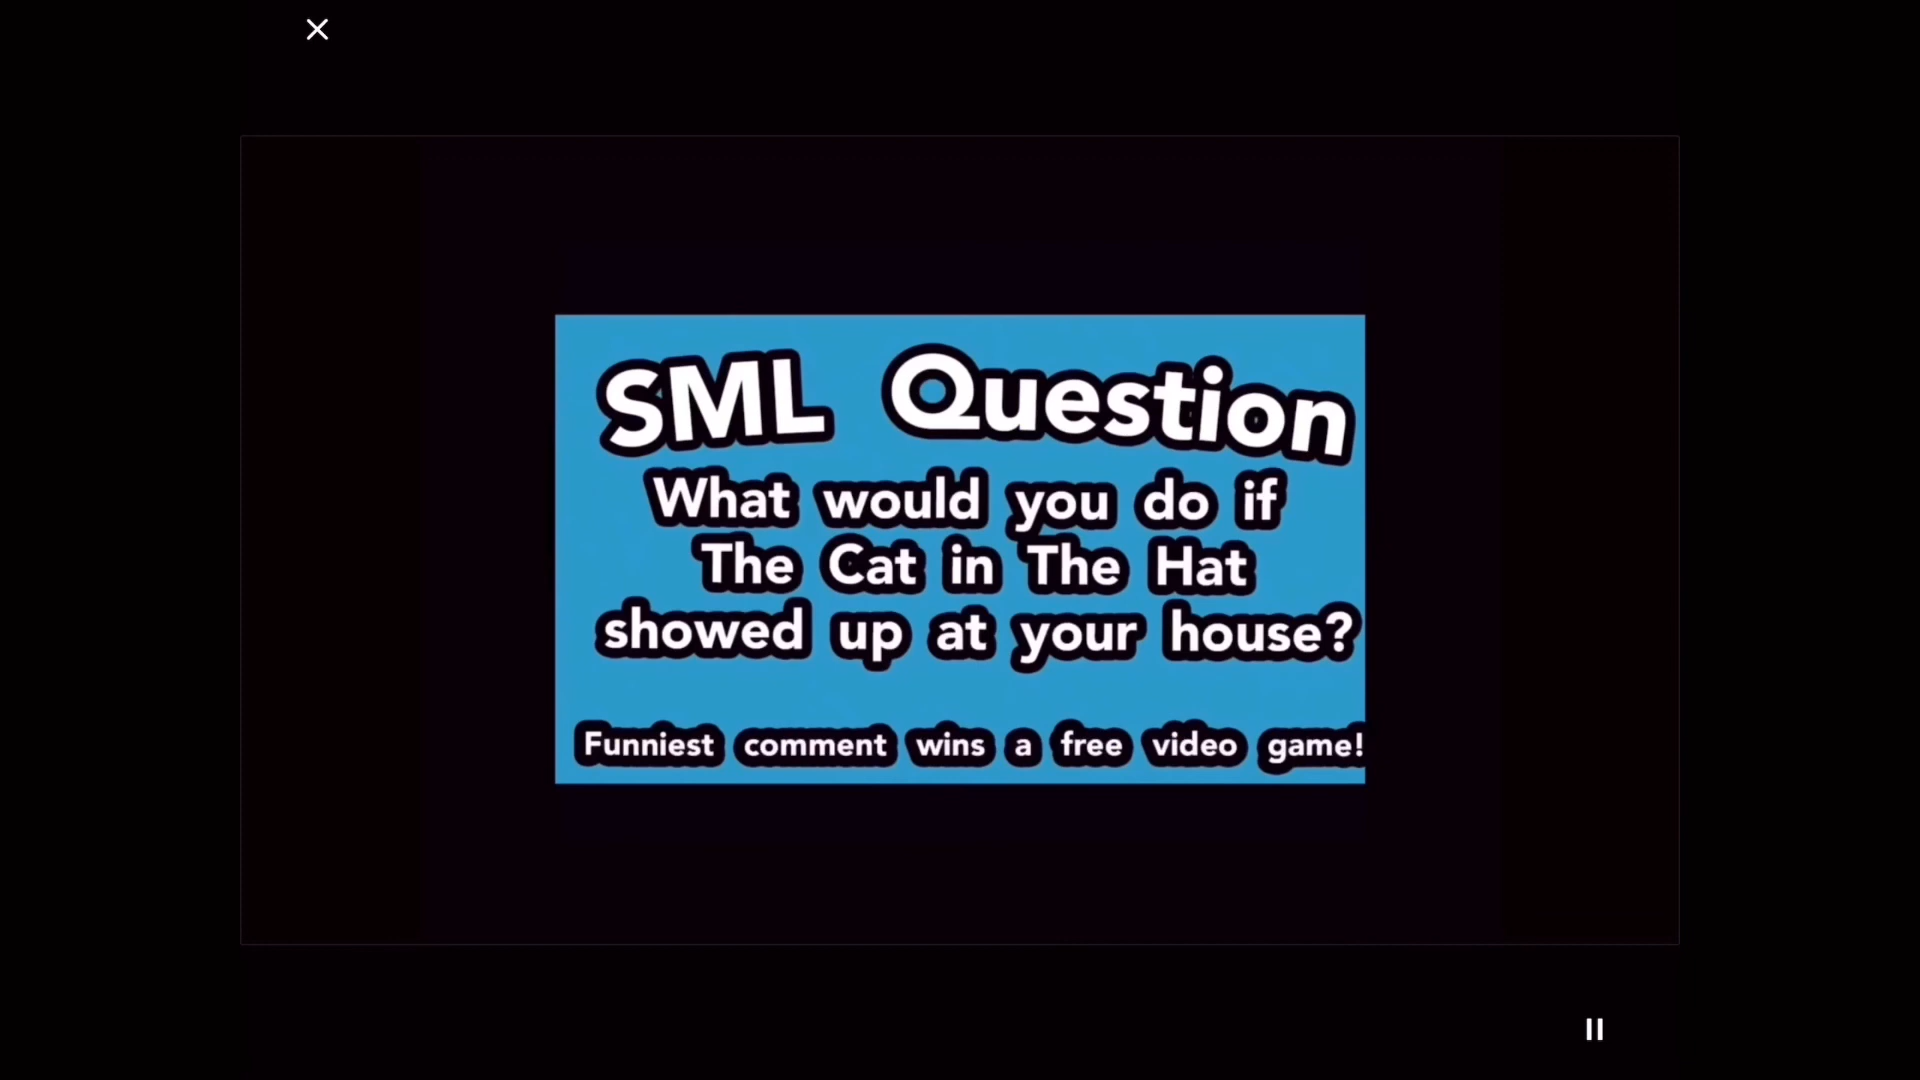 SML Question
What would you do if
The Cat in The Hat
showed up at your house?
Funniest comment wins a free video game!